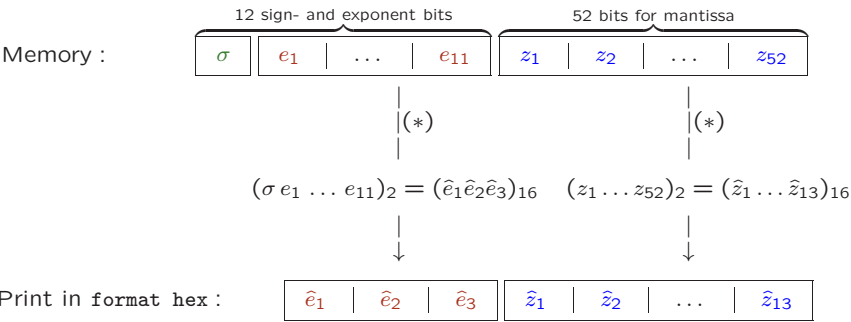 12 sign- and exponent bits 52 bits for mantissa
Memory : σ e₁ … e₁₁ z₁ z₂ … z₅₂
(∗) (∗)
(σ e₁ … e₁₁)₂ = (ê₁ê₂ê₃)₁₆ (z₁ … z₅₂)₂ = (ẑ₁ … ẑ₁₃)₁₆
Print in format hex : ê₁ ê₂ ê₃ ẑ₁ ẑ₂ … ẑ₁₃